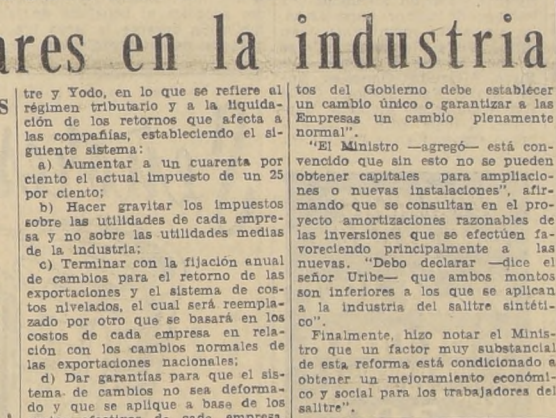 ares en la industria
s
tre y Yodo, en lo que se refiere al
régimen tributario y a la liquida-
ción de los retornos que afecta a
las compañías, estableciendo el si-
guiente sistema:
a) Aumentar a un cuarenta por
ciento el actual impuesto de un 25
por ciento;
b) Hacer gravitar los impuestos
sobre las utilidades de cada empre-
sa y no sobre las utilidades medias
de la industria;
c) Terminar con la fijación anual
de cambios para el retorno de las
exportaciones y el sistema de cos-
tos nivelados, el cual será reempla-
zado por otro que se basará en los
costos de cada empresa en rela-
ción con los cambios normales de
las exportaciones nacionales;
d) Dar garantías para que el sis-
tema de cambios no sea deforma-
do y que se aplique a base de los
empresa
tos del Gobierno debe establecer
un cambio único o garantizar a las
Empresas un cambio plenamente
normal".
"El Ministro —agregó— está con-
vencido que sin esto no se pueden
obtener capitales para ampliacio-
nes o nuevas instalaciones", afir-
mando que se consultan en el pro-
yecto amortizaciones razonables de
las inversiones que se efectúen fa-
voreciendo principalmente a las
nuevas. "Debo declarar —dice el
señor Uribe— que ambos montos
son inferiores a los que se aplican
a la industria del salitre sintéti-
co".
Finalmente, hizo notar el Minis-
tro que un factor muy substancial
de esta reforma está condicionado a
obtener un mejoramiento económi-
co y social para los trabajadores del
salitre".